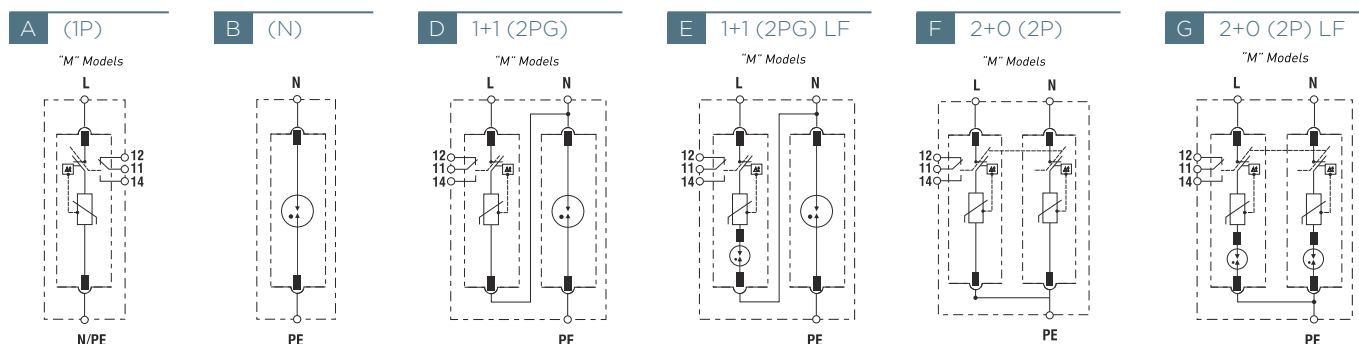 A (1P)
B (N)
D 1+1 (2PG)
E 1+1 (2PG) LF
F 2+0 (2P)
G 2+0 (2P) LF
"M" Models
"M" Models
"M" Models
"M" Models
"M" Models
L
N
L N
L N
L N
L N
12
11
14
12
11
14
12
11
14
12
11
14
12
11
14
N/PE
PE
PE
PE
PE
PE